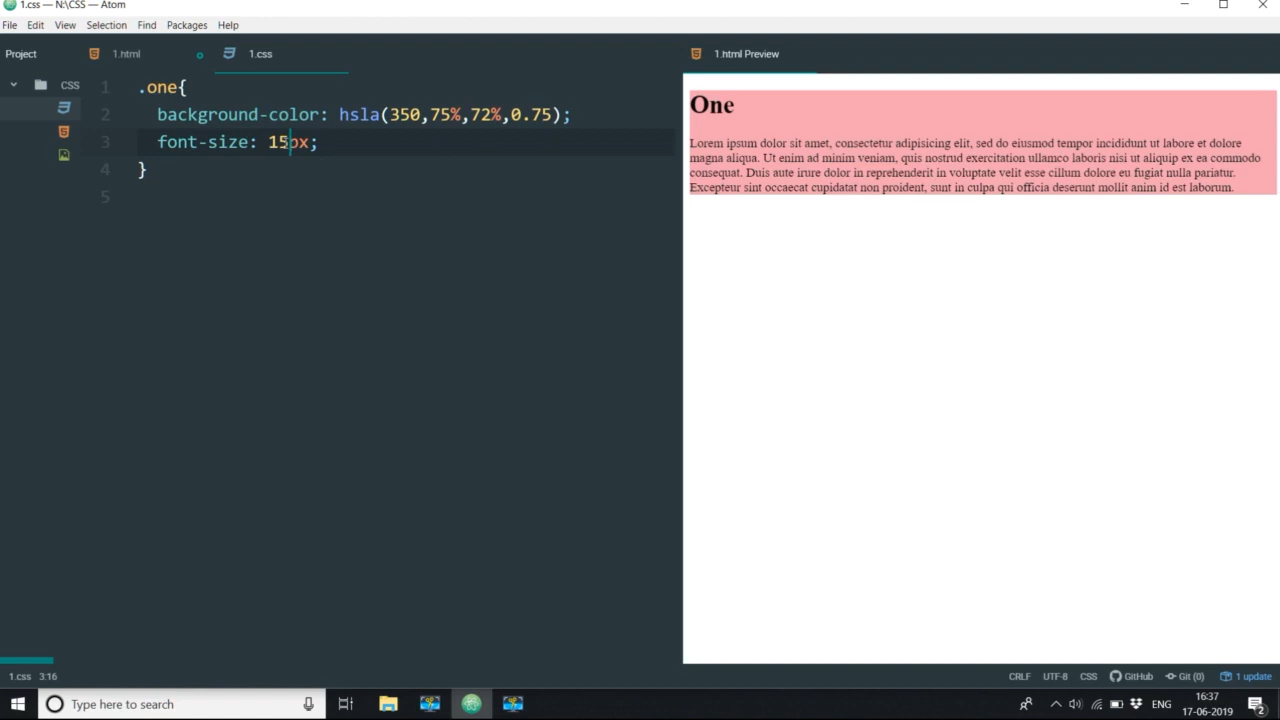 1.css — N:\CSS — Atom
File Edit View Selection Find Packages Help
Project
1.html
1.css
1.html Preview
CSS
1 .one{
2 background-color: hsla(350,75%,72%,0.75);
3 font-size: 15px;
4 }
5
One
Lorem ipsum dolor sit amet, consectetur adipisicing elit, sed do eiusmod tempor incididunt ut labore et dolore
magna aliqua. Ut enim ad minim veniam, quis nostrud exercitation ullamco laboris nisi ut aliquip ex ea commodo
consequat. Duis aute irure dolor in reprehenderit in voluptate velit esse cillum dolore eu fugiat nulla pariatur.
Excepteur sint occaecat cupidatat non proident, sunt in culpa qui officia deserunt mollit anim id est laborum.
1.css 3:16
CRLF UTF-8 CSS GitHub Git (0) 1 update
Type here to search
ENG
16:37
17-06-2019
2